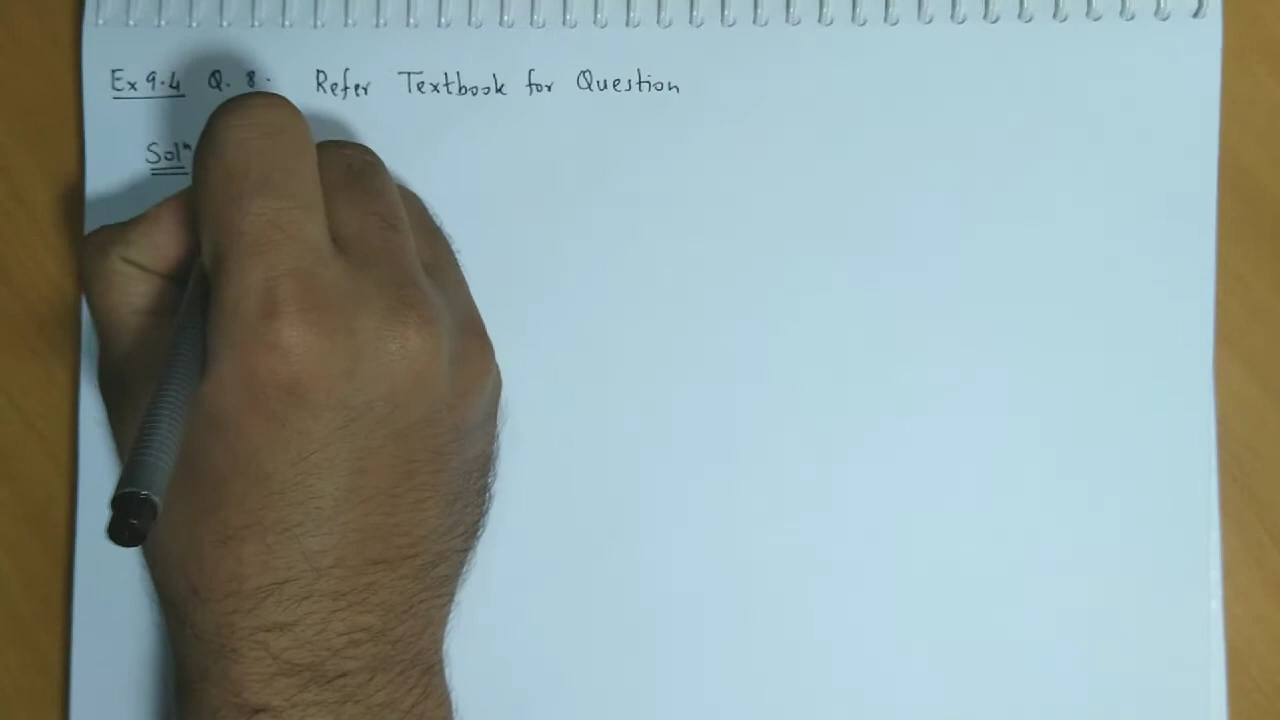 Ex 9.4 Q. 8. Refer Textbook for Question
Solⁿ